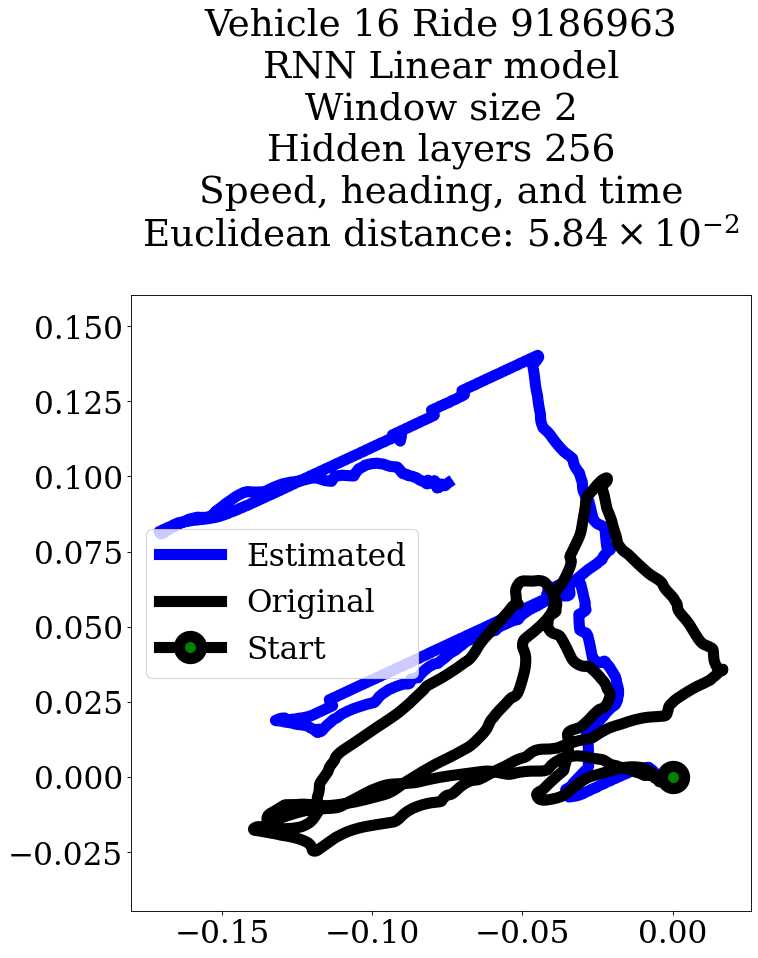 Vehicle 16 Ride 9186963
RNN Linear model
Window size 2
Hidden layers 256
Speed, heading, and time
Euclidean distance: 5.84 × 10⁻²
0.150
0.125
0.100
0.075
0.050
0.025
0.000
−0.025
Estimated
Original
Start
−0.15 −0.10 −0.05 0.00